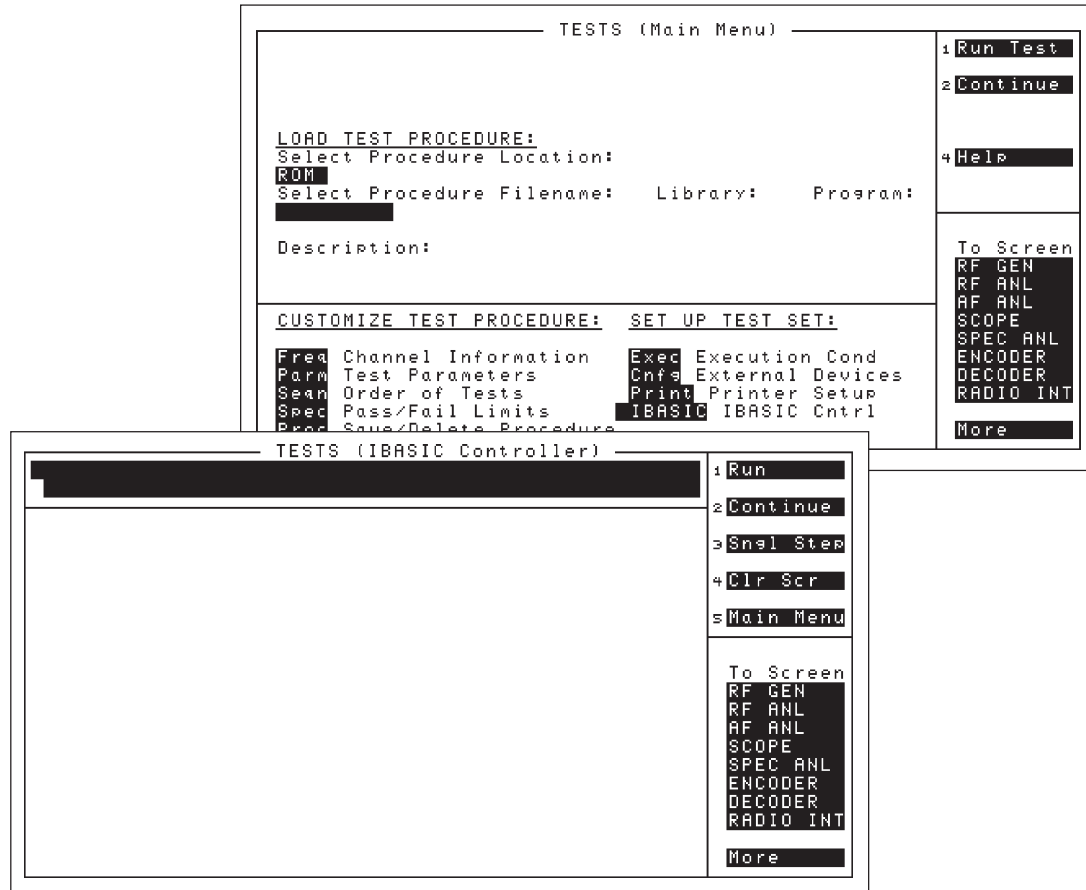 TESTS (Main Menu)
LOAD TEST PROCEDURE:
Select Procedure Location:
ROM
Select Procedure Filename: Library: Program:
Description:
CUSTOMIZE TEST PROCEDURE: SET UP TEST SET:
Freq Channel Information Exec Execution Cond
Parm Test Parameters Cnfg External Devices
Seqn Order of Tests Print Printer Setup
Spec Pass/Fail Limits IBASIC IBASIC Cntrl
Proc Save/Delete Procedure
1 Run Test
2 Continue
4 Help
To Screen
RF GEN
RF ANL
AF ANL
SCOPE
SPEC ANL
ENCODER
DECODER
RADIO INT
More
TESTS (IBASIC Controller)
1 Run
2 Continue
3 Sngl Step
4 Clr Scr
5 Main Menu
To Screen
RF GEN
RF ANL
AF ANL
SCOPE
SPEC ANL
ENCODER
DECODER
RADIO INT
More